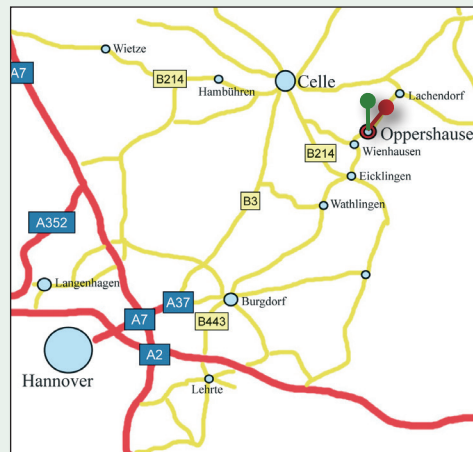 Wietze
A7
B214
Hambühren
Celle
Lachendorf
Oppershause
B214
Wienhausen
Eicklingen
B3
Wathlingen
A352
Langenhagen
A37
Burgdorf
A7
B443
A2
Hannover
Lehrte